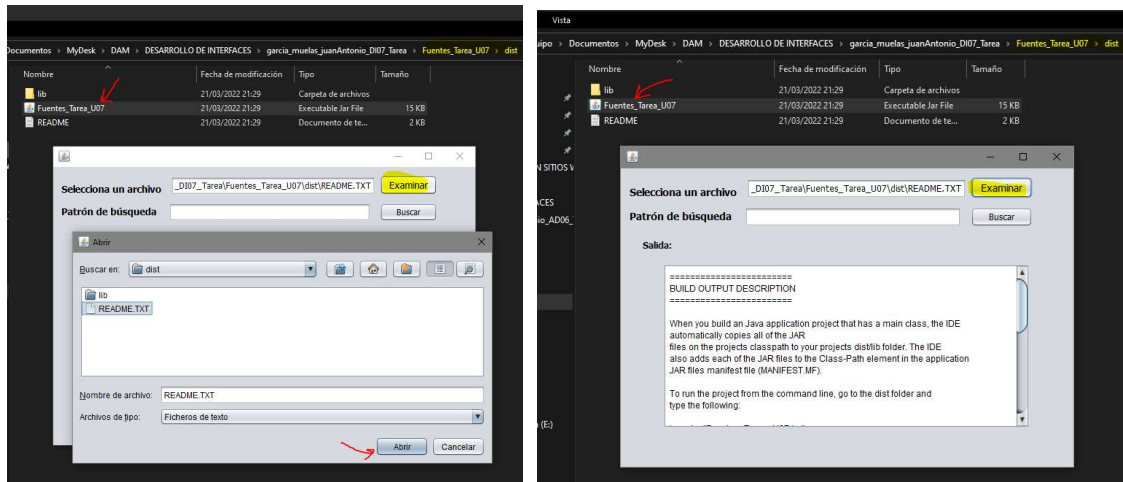 Documentos > MyDesk > DAM > DESARROLLO DE INTERFACES > garcia_muelas_juanAntonio_DI07_Tarea > Fuentes_Tarea_U07 > dist
Nombre Fecha de modificación Tipo Tamaño
lib 21/03/2022 21:29 Carpeta de archivos
Fuentes_Tarea_U07 21/03/2022 21:29 Executable Jar File 15 KB
README 21/03/2022 21:29 Documento de te... 2 KB
Selecciona un archivo _DI07_Tarea\Fuentes_Tarea_U07\dist\README.TXT Examinar
Patrón de búsqueda Buscar
Abrir
Buscar en: dist
lib
README.TXT
Nombre de archivo: README.TXT
Archivos de tipo: Ficheros de texto
Abrir Cancelar
Vista
uipo > Documentos > MyDesk > DAM > DESARROLLO DE INTERFACES > garcia_muelas_juanAntonio_DI07_Tarea > Fuentes_Tarea_U07 > dist
Nombre Fecha de modificación Tipo Tamaño
lib 21/03/2022 21:29 Carpeta de archivos
Fuentes_Tarea_U07 21/03/2022 21:29 Executable Jar File 15 KB
README 21/03/2022 21:29 Documento de te... 2 KB
N SITIOS V
ACES
io_AD06_
(E:)
Selecciona un archivo _DI07_Tarea\Fuentes_Tarea_U07\dist\README.TXT Examinar
Patrón de búsqueda Buscar
Salida:
========================
BUILD OUTPUT DESCRIPTION
========================
When you build an Java application project that has a main class, the IDE
automatically copies all of the JAR
files on the projects classpath to your projects dist/lib folder. The IDE
also adds each of the JAR files to the Class-Path element in the application
JAR files manifest file (MANIFEST.MF).
To run the project from the command line, go to the dist folder and
type the following: